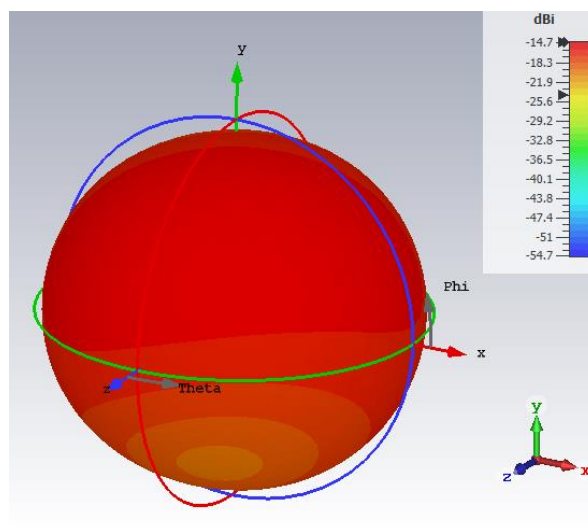 dBi
-14.7
-18.3
-21.9
-25.6
-29.2
-32.8
-36.5
-40.1
-43.8
-47.4
-51
-54.7
y
Phi
x
z
Theta
y
z
x